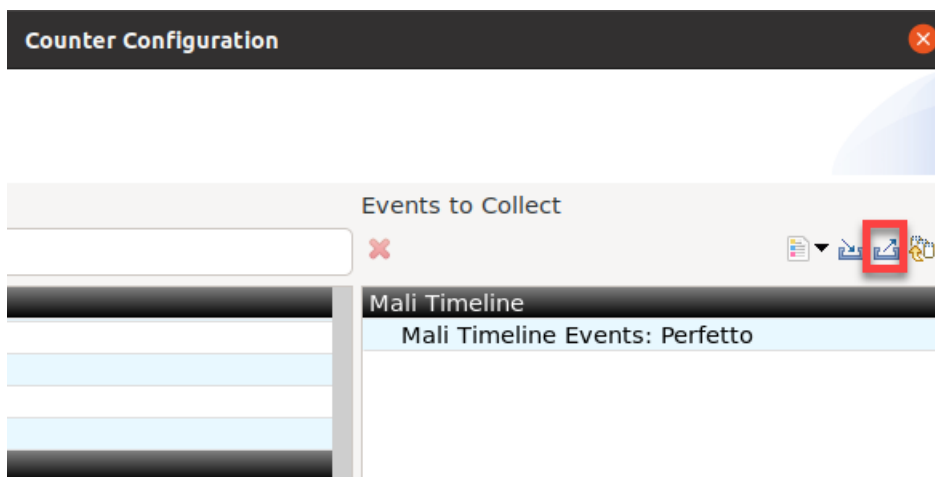 Counter Configuration
Events to Collect
Mali Timeline
Mali Timeline Events: Perfetto